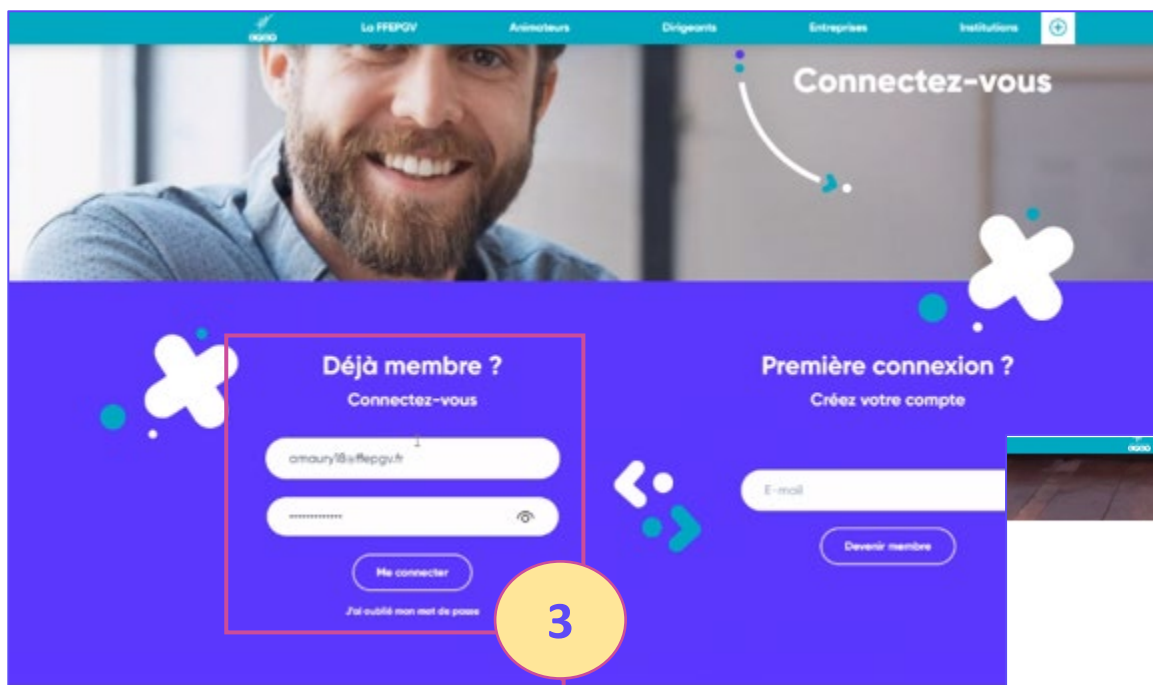 La FFEPGV Animateurs Dirigeants Entreprises Institutions
Connectez-vous
Déjà membre ?
Connectez-vous
amaury18@ffepgv.fr
Me connecter
J'ai oublié mon mot de passe
3
Première connexion ?
Créez votre compte
E-mail
Devenir membre